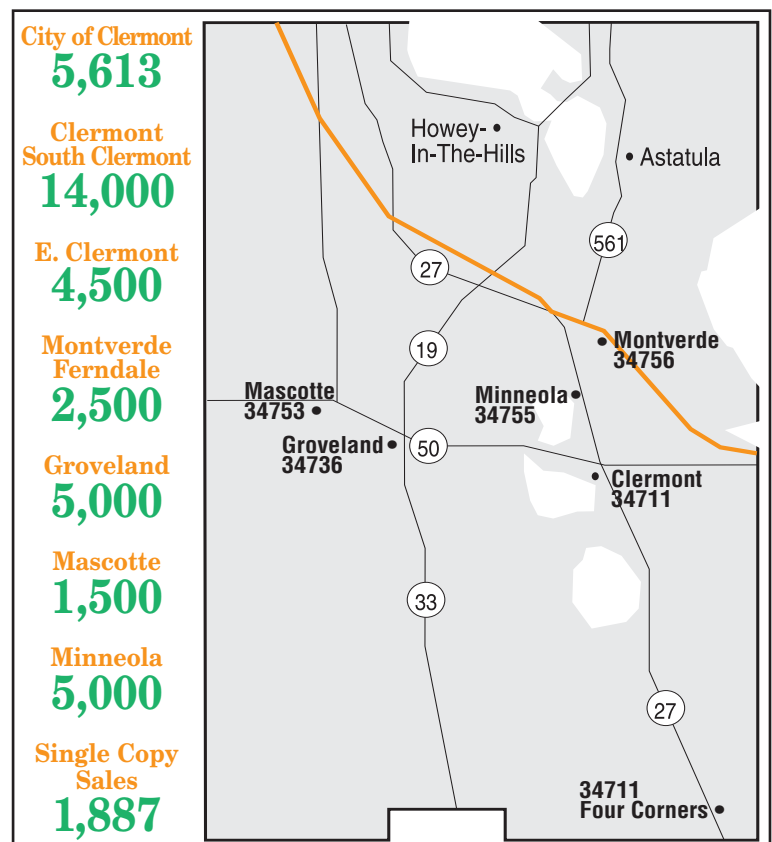 City of Clermont
5,613
Clermont
South Clermont
14,000
E. Clermont
4,500
Montverde
Ferndale
2,500
Groveland
5,000
Mascotte
1,500
Minneola
5,000
Single Copy
Sales
1,887
Howey-
In-The-Hills
Astatula
561
27
19
Montverde
34756
Mascotte
34753
Minneola
34755
Groveland
34736
50
Clermont
34711
33
27
34711
Four Corners